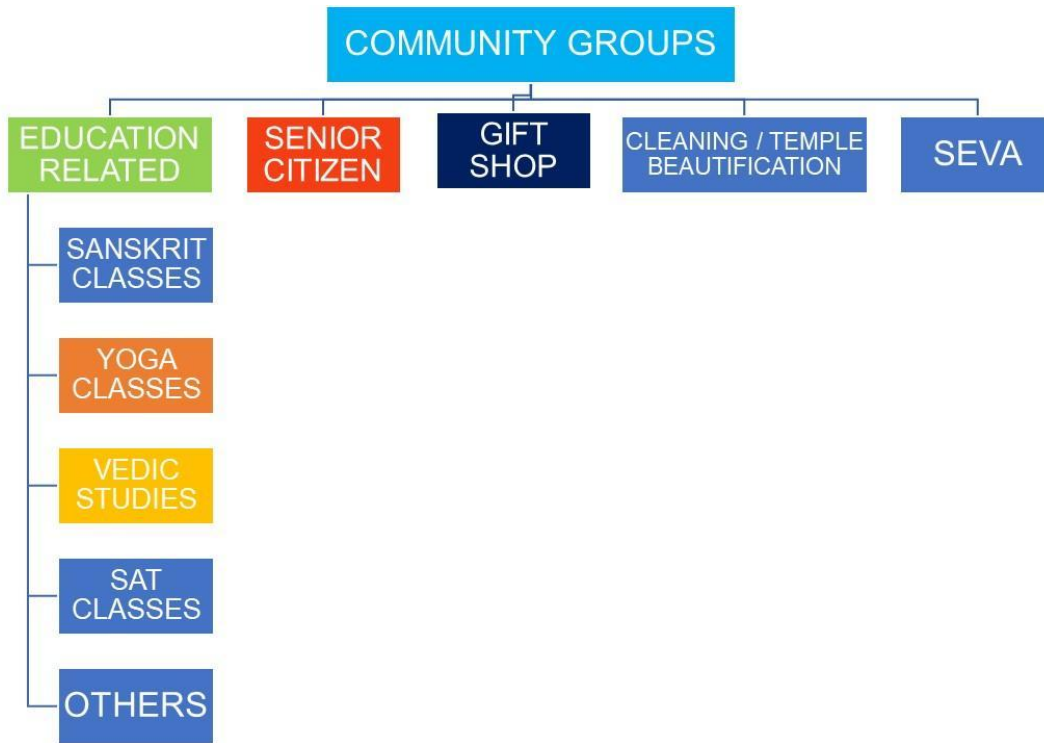 COMMUNITY GROUPS
EDUCATION
RELATED
SENIOR
CITIZEN
GIFT
SHOP
CLEANING / TEMPLE
BEAUTIFICATION
SEVA
SANSKRIT
CLASSES
YOGA
CLASSES
VEDIC
STUDIES
SAT
CLASSES
OTHERS